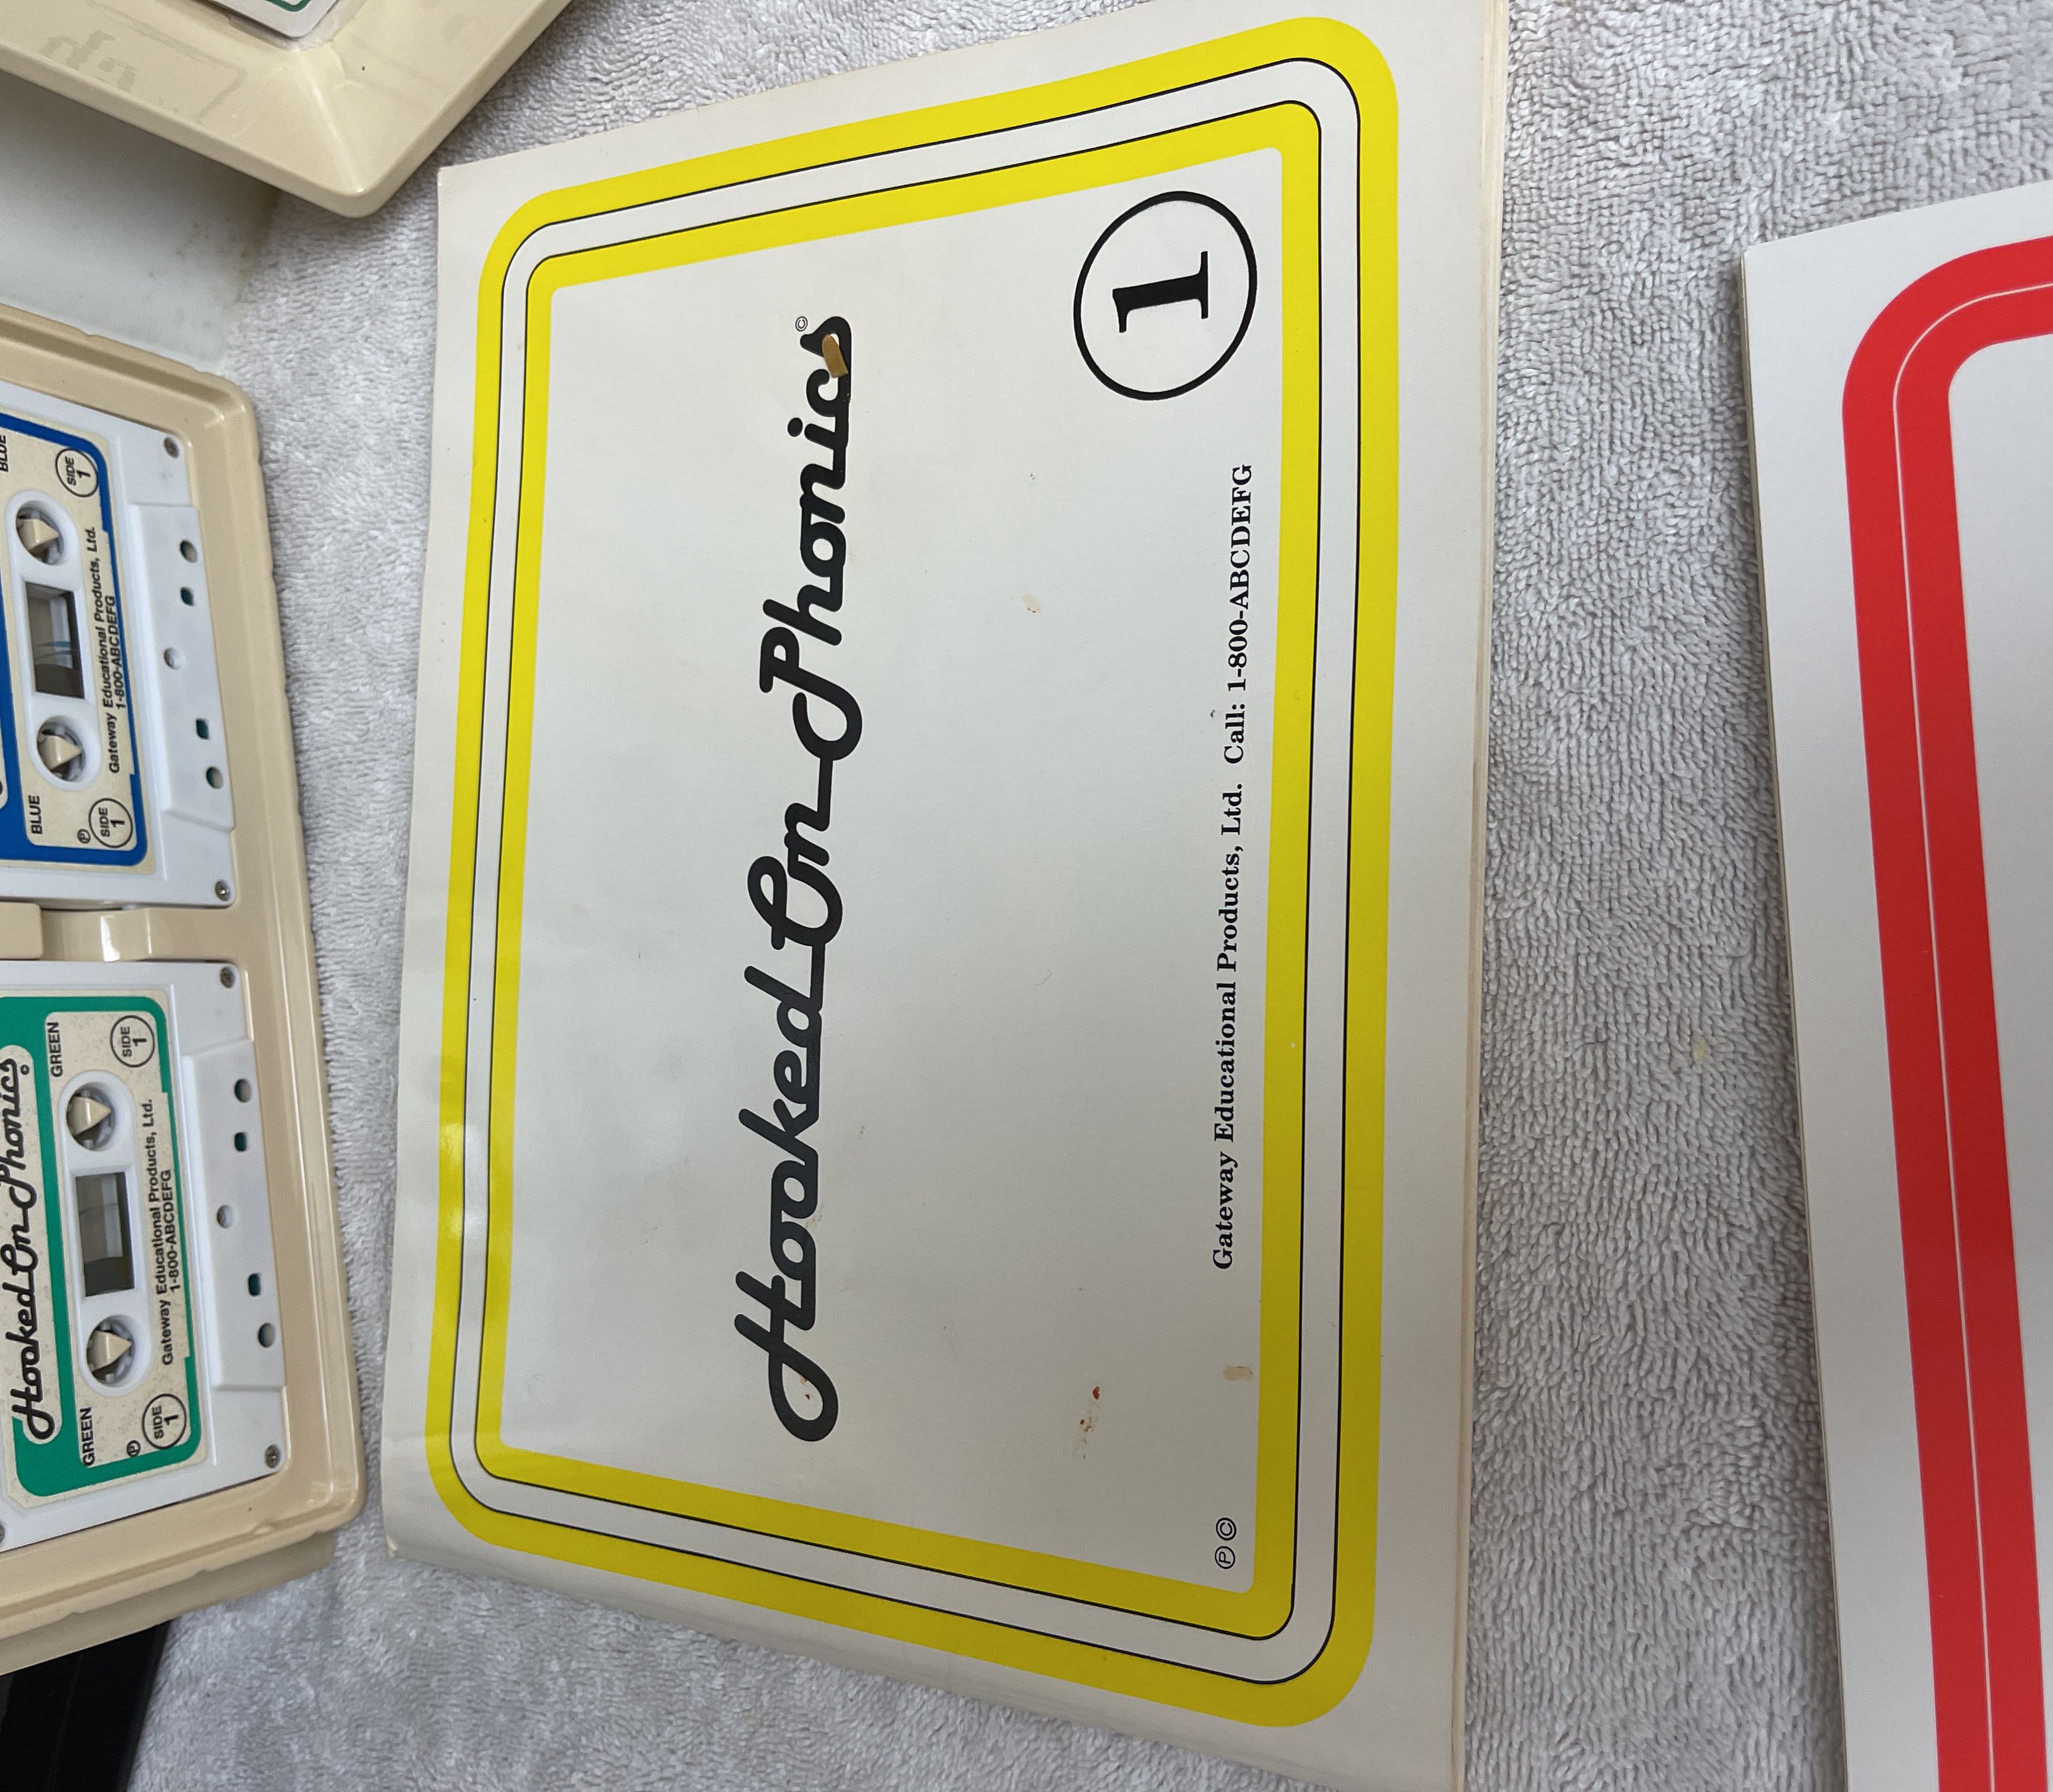 Hooked On Phonics ©
1
Gateway Educational Products, Ltd. Call: 1-800-ABCDEFG
Ⓟ ©
BLUE
BLUE
Ⓟ
SIDE 1
SIDE 1
Gateway Educational Products, Ltd.
1-800-ABCDEFG
Hooked On Phonics
GREEN
GREEN
Ⓟ
SIDE 1
SIDE 1
Gateway Educational Products, Ltd.
1-800-ABCDEFG